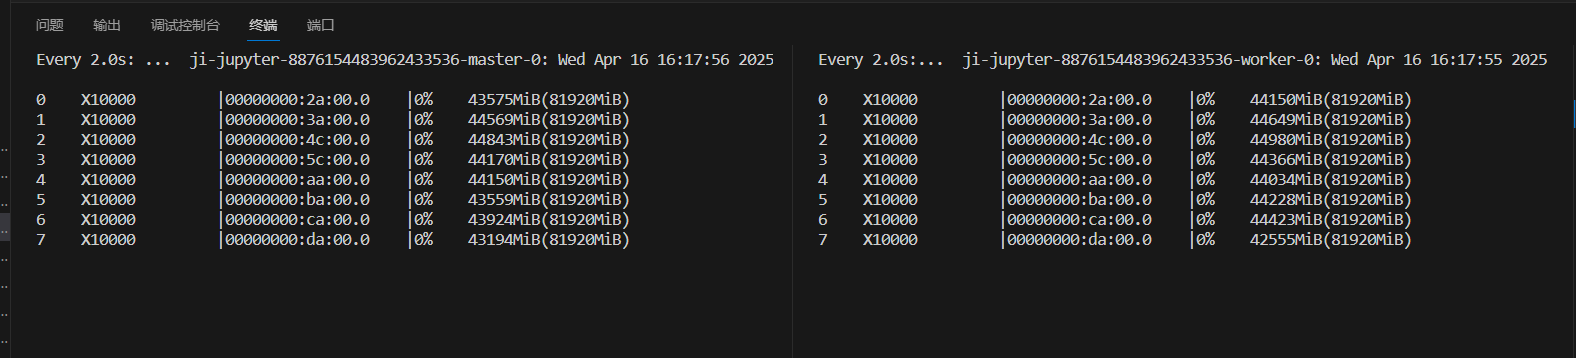 问题 输出 调试控制台 终端 端口
Every 2.0s: ... ji-jupyter-8876154483962433536-master-0: Wed Apr 16 16:17:56 2025
0 X10000 |00000000:2a:00.0 |0% 43575MiB(81920MiB)
1 X10000 |00000000:3a:00.0 |0% 44569MiB(81920MiB)
2 X10000 |00000000:4c:00.0 |0% 44843MiB(81920MiB)
3 X10000 |00000000:5c:00.0 |0% 44170MiB(81920MiB)
4 X10000 |00000000:aa:00.0 |0% 44150MiB(81920MiB)
5 X10000 |00000000:ba:00.0 |0% 43559MiB(81920MiB)
6 X10000 |00000000:ca:00.0 |0% 43924MiB(81920MiB)
7 X10000 |00000000:da:00.0 |0% 43194MiB(81920MiB)
Every 2.0s:... ji-jupyter-8876154483962433536-worker-0: Wed Apr 16 16:17:55 2025
0 X10000 |00000000:2a:00.0 |0% 44150MiB(81920MiB)
1 X10000 |00000000:3a:00.0 |0% 44649MiB(81920MiB)
2 X10000 |00000000:4c:00.0 |0% 44980MiB(81920MiB)
3 X10000 |00000000:5c:00.0 |0% 44366MiB(81920MiB)
4 X10000 |00000000:aa:00.0 |0% 44034MiB(81920MiB)
5 X10000 |00000000:ba:00.0 |0% 44228MiB(81920MiB)
6 X10000 |00000000:ca:00.0 |0% 44423MiB(81920MiB)
7 X10000 |00000000:da:00.0 |0% 42555MiB(81920MiB)